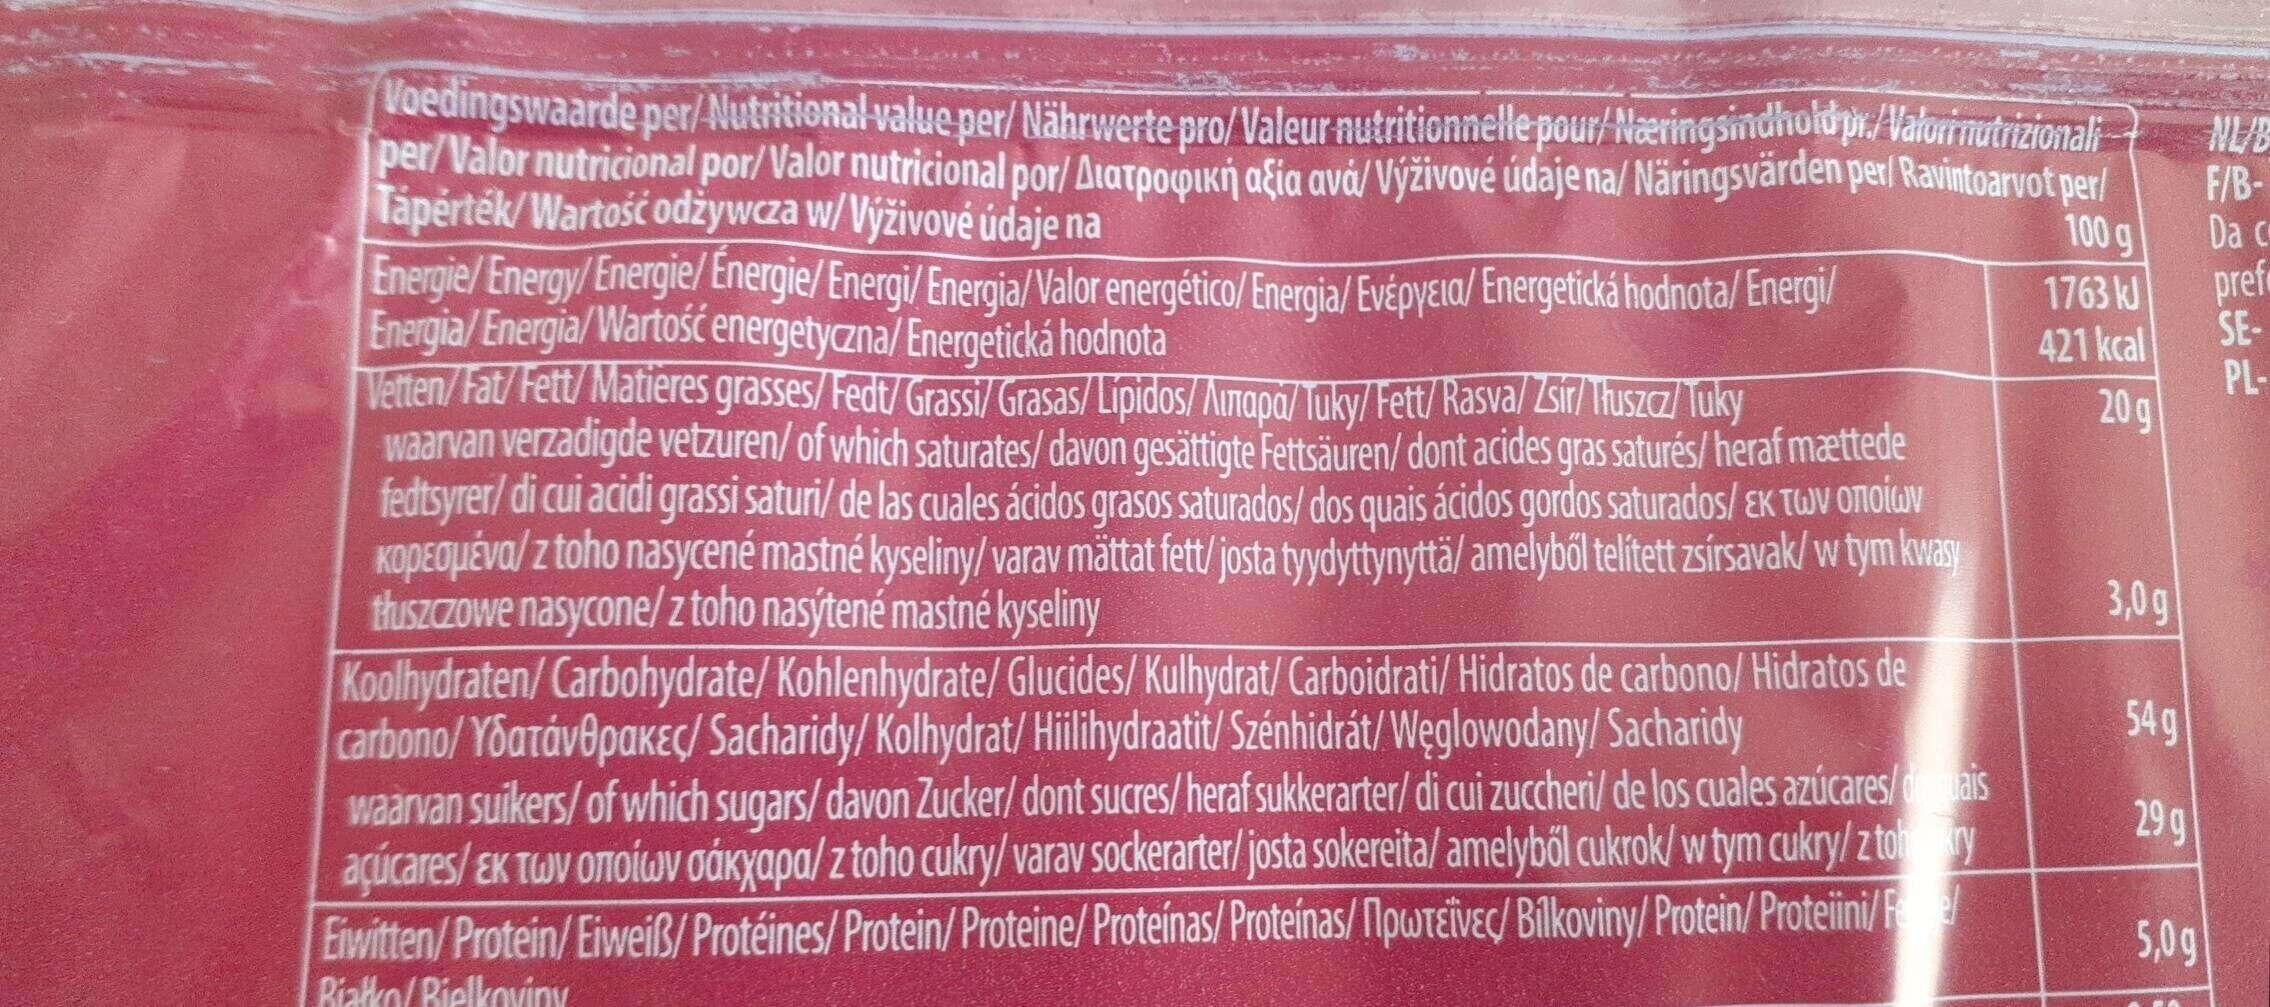 Voedingswaarde per/ Nutritional value per/ Nährwerte pro/ Valeur nutritionnelle pour/ Næringsindhold pr./ Valori nutrizionali
per/ Valor nutricional por/ Valor nutricional por/ Διατροφική αξία ανά/ Výživové údaje na/ Näringsvärden per/ Ravintoarvot per/
Tápérték/ Wartość odżywcza w/ Výživové údaje na
100 g
Energie/ Energy/ Energie/ Énergie/ Energi/ Energia/ Valor energético/ Energia/ Ενέργεια/ Energetická hodnota/ Energi/
1763 kJ
Energia/ Energia/ Wartość energetyczna/ Energetická hodnota
421 kcal
Vetten/ Fat/ Fett/ Matières grasses/ Fedt/ Grassi/ Grasas/ Lípidos/ Λιπαρά/ Tuky/ Fett/ Rasva/ Zsír/ Tłuszcz/ Tuky
20 g
waarvan verzadigde vetzuren/ of which saturates/ davon gesättigte Fettsäuren/ dont acides gras saturés/ heraf mættede
fedtsyrer/ di cui acidi grassi saturi/ de las cuales ácidos grasos saturados/ dos quais ácidos gordos saturados/ εκ των οποίων
κορεσμένα/ z toho nasycené mastné kyseliny/ varav mättat fett/ josta tyydyttynyttä/ amelyből telített zsírsavak/ w tym kwasy
tłuszczowe nasycone/ z toho nasýtené mastné kyseliny
3,0 g
Koolhydraten/ Carbohydrate/ Kohlenhydrate/ Glucides/ Kulhydrat/ Carboidrati/ Hidratos de carbono/ Hidratos de
carbono/ Υδατάνθρακες/ Sacharidy/ Kolhydrat/ Hiilihydraatit/ Szénhidrát/ Węglowodany/ Sacharidy
54 g
waarvan suikers/ of which sugars/ davon Zucker/ dont sucres/ heraf sukkerarter/ di cui zuccheri/ de los cuales azúcares/
açúcares/ εκ των οποίων σάκχαρα/ z toho cukry/ varav sockerarter/ josta sokereita/ amelyből cukrok/ w tym cukry/ z
29 g
Eiwitten/ Protein/ Eiweiß/ Protéines/ Protein/ Proteine/ Proteínas/ Proteínas/ Πρωτεΐνες/ Bílkoviny/ Protein/ Proteiini/
Białko/ Bielkoviny
5,0 g
NL/B
F/B-
Da
SE-
PL-